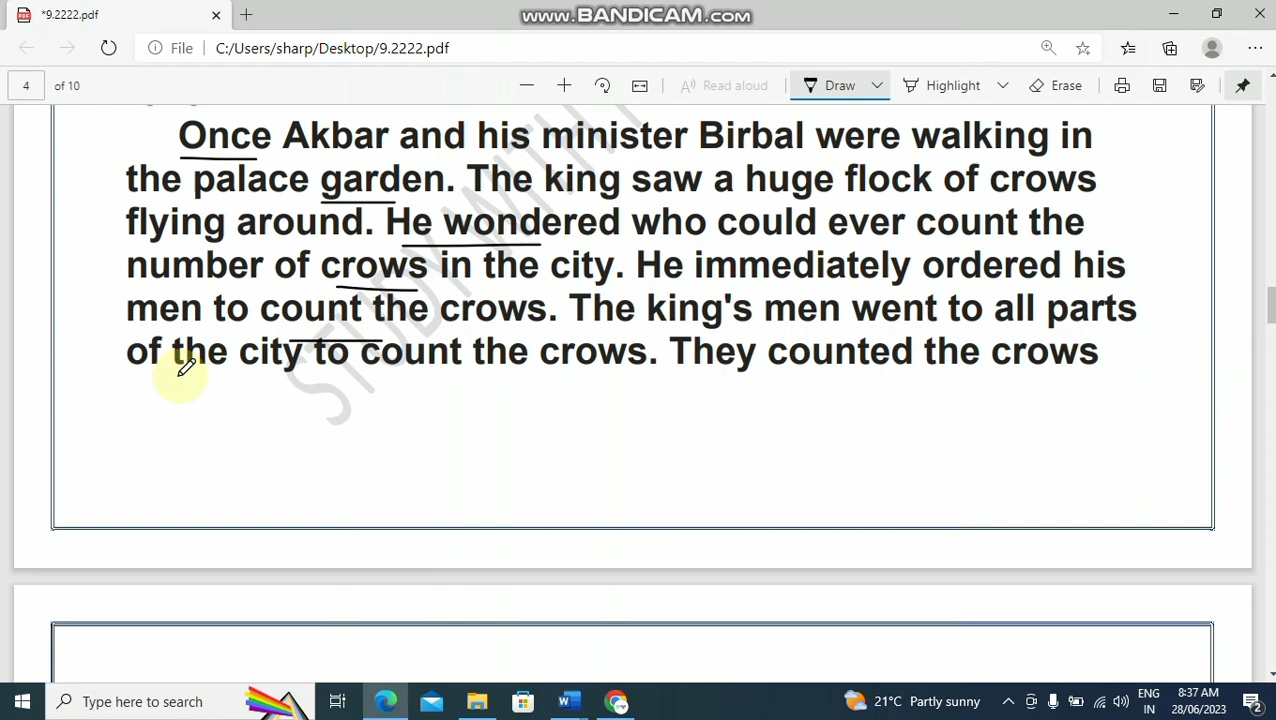 *9.2222.pdf
www.BANDICAM.com
File C:/Users/sharp/Desktop/9.2222.pdf
4 of 10 Read aloud Draw Highlight Erase
Once Akbar and his minister Birbal were walking in
the palace garden. The king saw a huge flock of crows
flying around. He wondered who could ever count the
number of crows in the city. He immediately ordered his
men to count the crows. The king's men went to all parts
of the city to count the crows. They counted the crows
STUDY WITH
Type here to search
21°C Partly sunny
ENG
IN
8:37 AM
28/06/2023
2